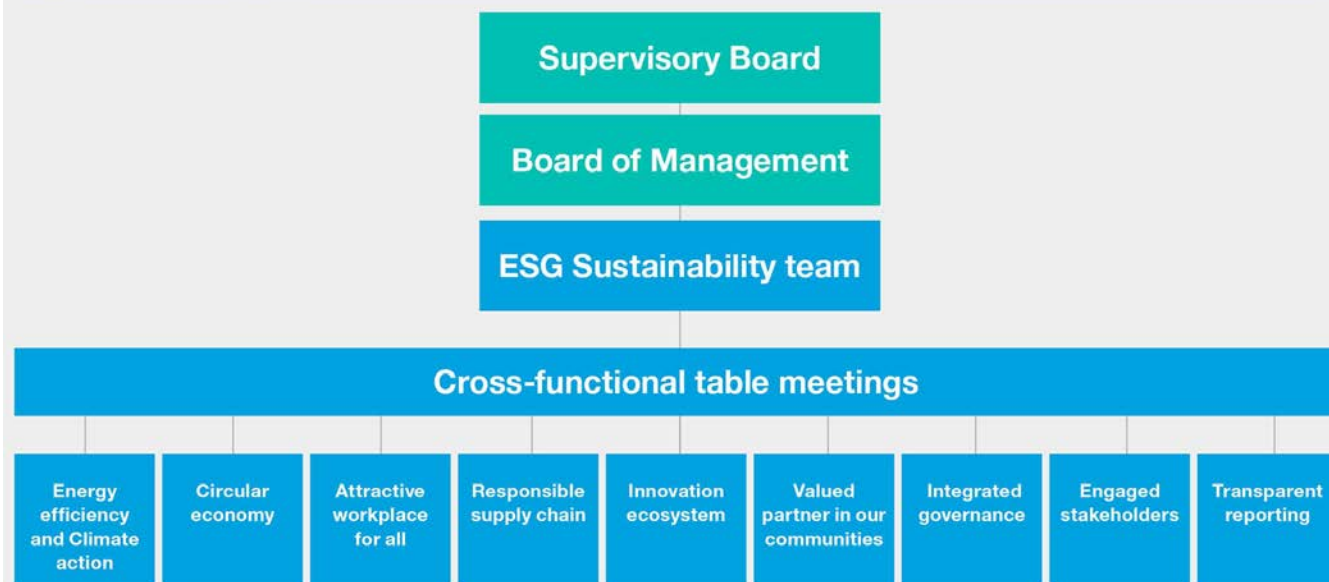 Supervisory Board
Board of Management
ESG Sustainability team
Cross-functional table meetings
Energy
efficiency
and Climate
action
Circular
economy
Attractive
workplace
for all
Responsible
supply chain
Innovation
ecosystem
Valued
partner in our
communities
Integrated
governance
Engaged
stakeholders
Transparent
reporting